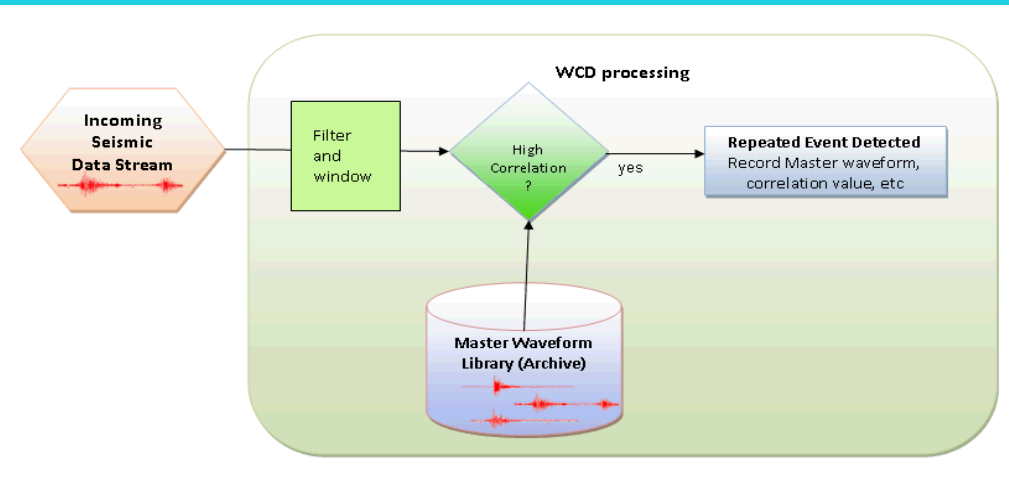 WCD processing
Incoming
Seismic
Data Stream
Filter
and
window
High
Correlation
?
yes
Repeated Event Detected
Record Master waveform,
correlation value, etc
Master Waveform
Library (Archive)